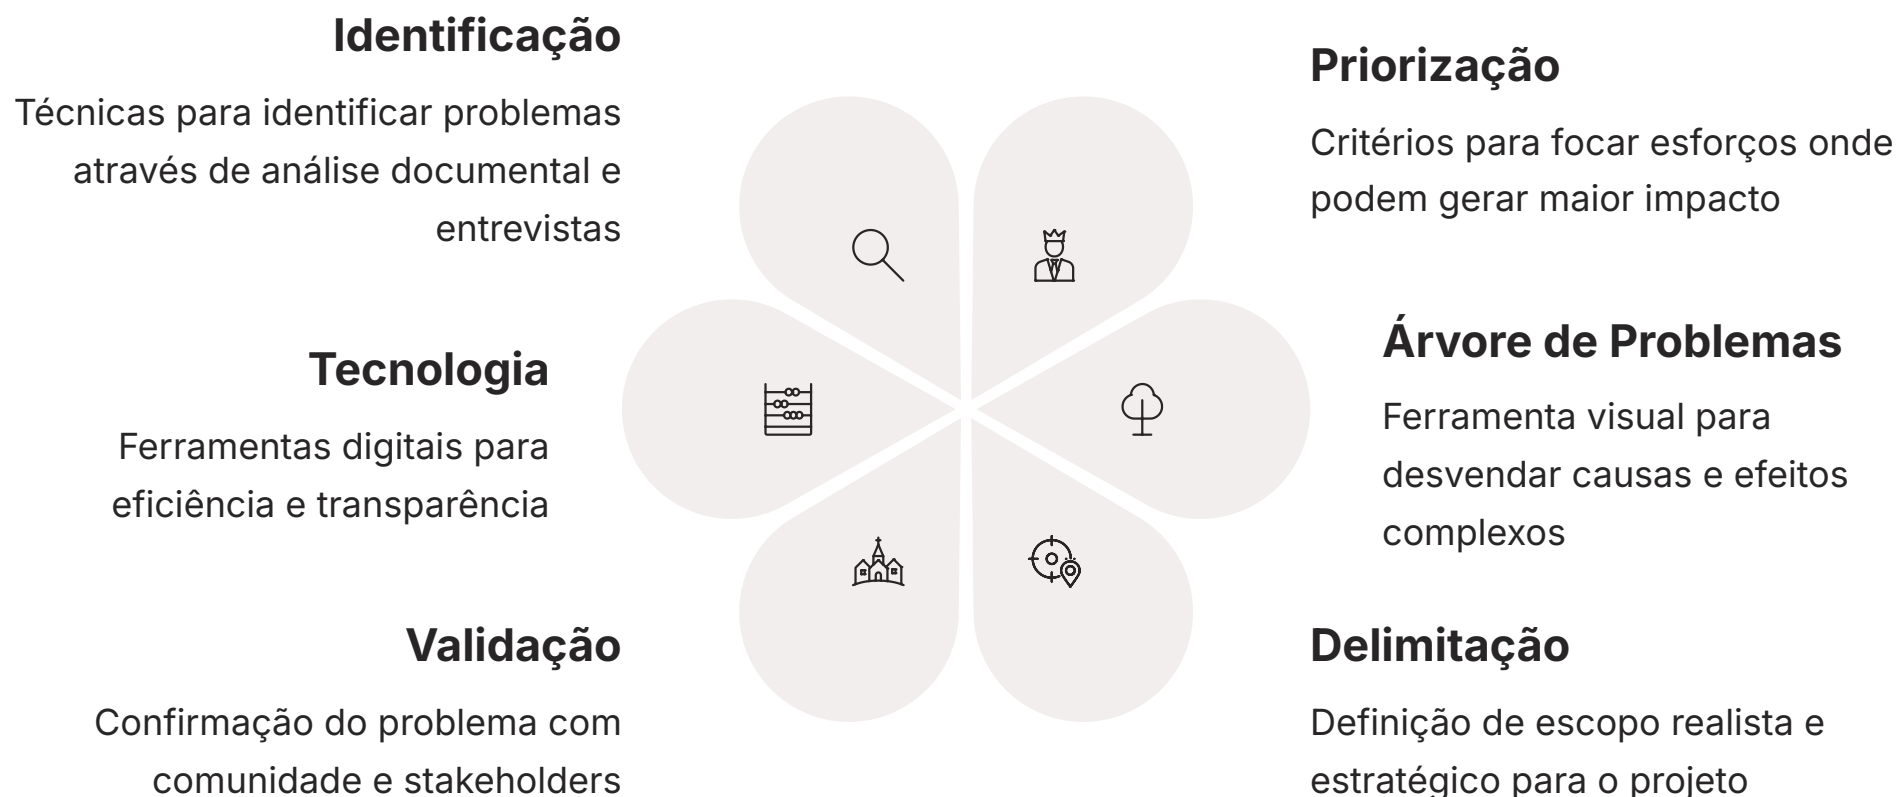 Identificação
Técnicas para identificar problemas
através de análise documental e
entrevistas
Priorização
Critérios para focar esforços onde
podem gerar maior impacto
Árvore de Problemas
Ferramenta visual para
desvendar causas e efeitos
complexos
Delimitação
Definição de escopo realista e
estratégico para o projeto
Validação
Confirmação do problema com
comunidade e stakeholders
Tecnologia
Ferramentas digitais para
eficiência e transparência